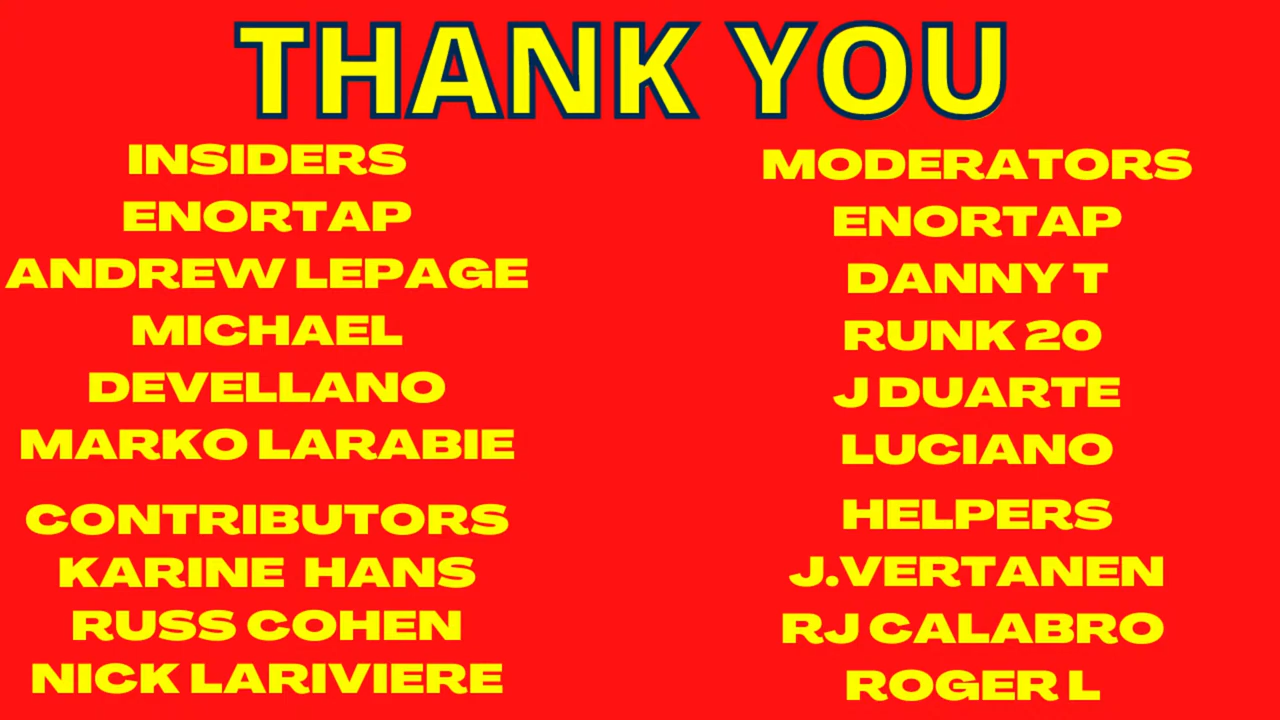 THANK YOU
INSIDERS
ENORTAP
ANDREW LEPAGE
MICHAEL
DEVELLANO
MARKO LARABIE
CONTRIBUTORS
KARINE HANS
RUSS COHEN
NICK LARIVIERE
MODERATORS
ENORTAP
DANNY T
RUNK 20
J DUARTE
LUCIANO
HELPERS
J.VERTANEN
RJ CALABRO
ROGER L